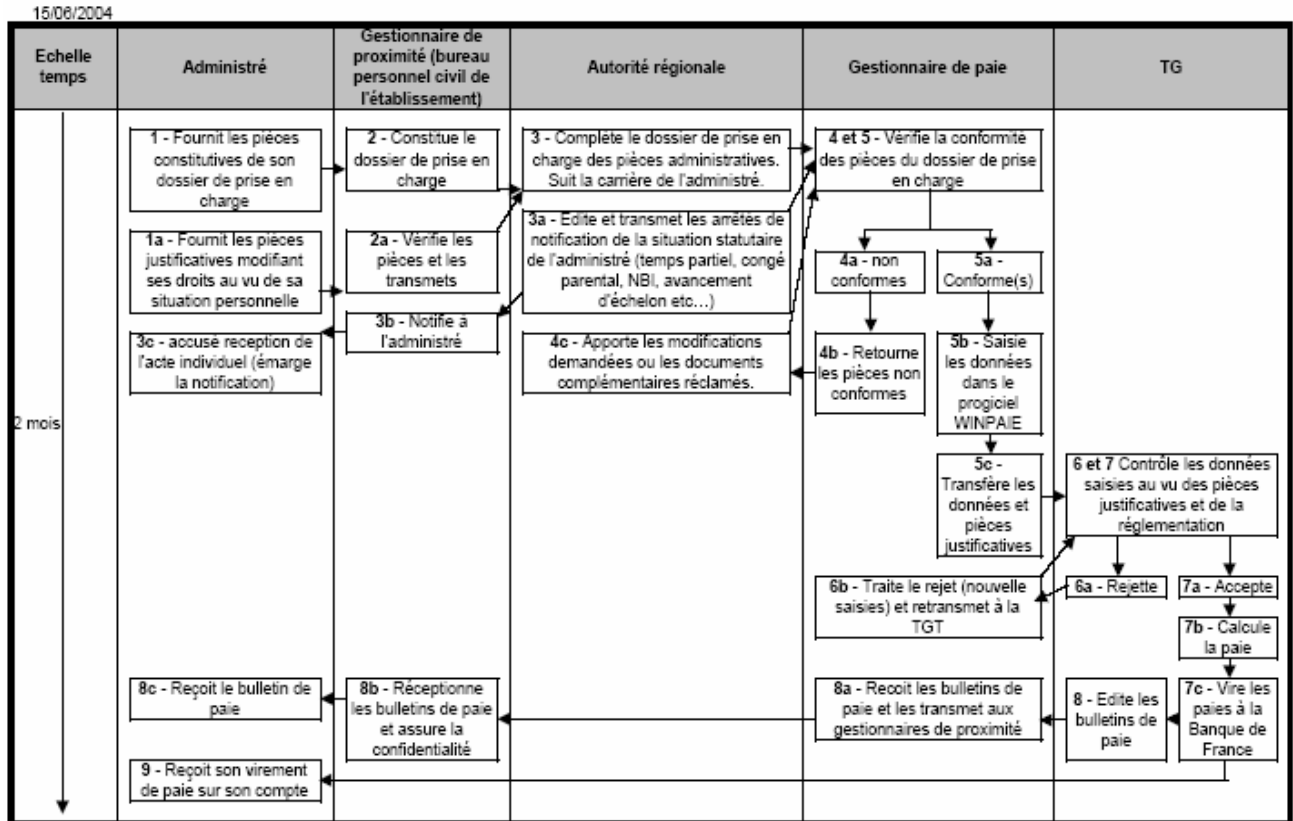 15/06/2004
Echelle
temps
Administré
Gestionnaire de
proximité (bureau
personnel civil de
l'établissement)
Autorité régionale
Gestionnaire de paie
TG
1 - Fournit les pièces
constitutives de son
dossier de prise en
charge
2 - Constitue le
dossier de prise en
charge
3 - Complète le dossier de prise en
charge des pièces administratives.
Suit la carrière de l'administré.
4 et 5 - Vérifie la conformité
des pièces du dossier de prise
en charge
1a - Fournit les pièces
justificatives modifiant
ses droits au vu de sa
situation personnelle
2a - Vérifie les
pièces et les
transmets
3a - Edite et transmet les arrêtés de
notification de la situation statutaire
de l'administré (temps partiel, congé
parental, NBI, avancement
d'échelon etc...)
4a - non
conformes
5a -
Conforme(s)
3b - Notifie à
l'administré
3c - accusé reception de
l'acte individuel (émarge
la notification)
4c - Apporte les modifications
demandées ou les documents
complémentaires réclamés.
4b - Retourne
les pièces non
conformes
5b - Saisie
les données
dans le
progiciel
WINPAIE
2 mois
5c -
Transfère les
données et
pièces
justificatives
6 et 7 Contrôle les données
saisies au vu des pièces
justificatives et de la
réglementation
6b - Traite le rejet (nouvelle
saisies) et retransmet à la
TGT
6a - Rejette
7a - Accepte
7b - Calcule
la paie
8c - Reçoit le bulletin de
paie
8b - Réceptionne
les bulletins de paie
et assure la
confidentialité
8a - Recoit les bulletins de
paie et les transmet aux
gestionnaires de proximité
8 - Edite les
bulletins de
paie
7c - Vire les
paies à la
Banque de
France
9 - Reçoit son virement
de paie sur son compte